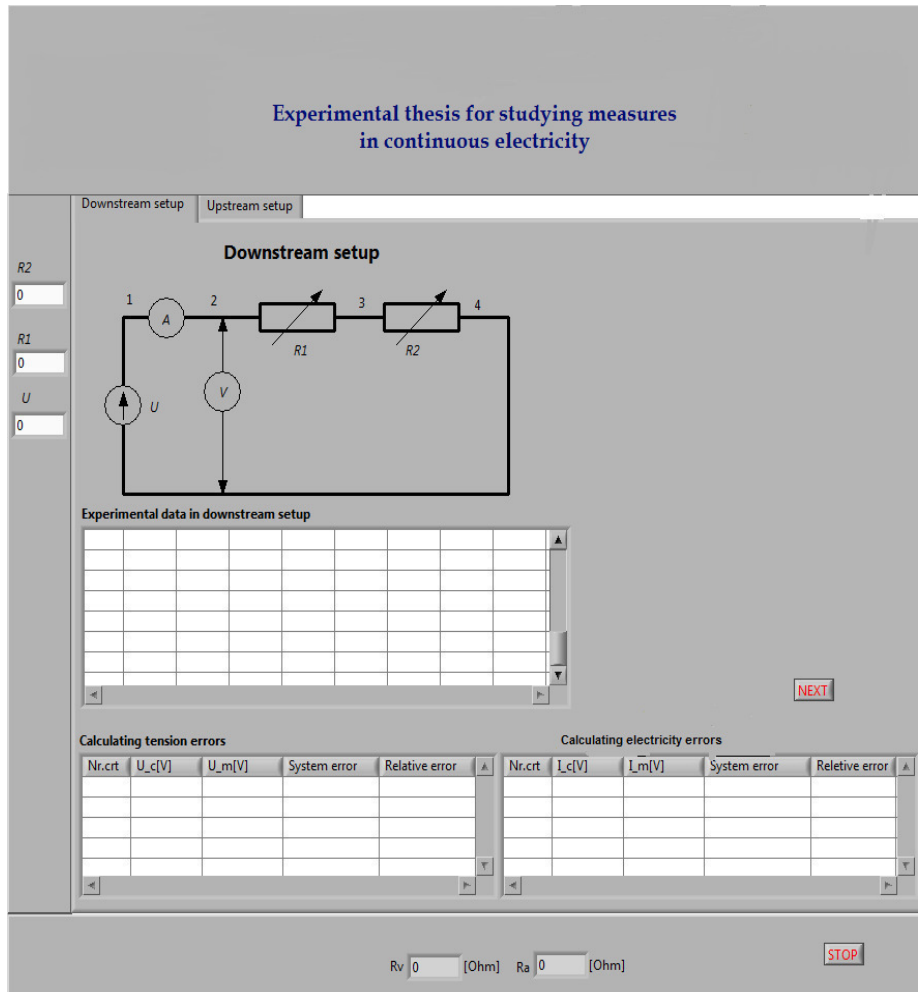 Experimental thesis for studying measures
in continuous electricity
Downstream setup
Upstream setup
R2
0
R1
0
U
0
Downstream setup
1
A
2
3
4
R1
R2
U
V
Experimental data in downstream setup
NEXT
Calculating tension errors
Nr.crt U_c[V] U_m[V] System error Relative error
Calculating electricity errors
Nr.crt I_c[V] I_m[V] System error Reletive error
Rv 0 [Ohm] Ra 0 [Ohm]
STOP